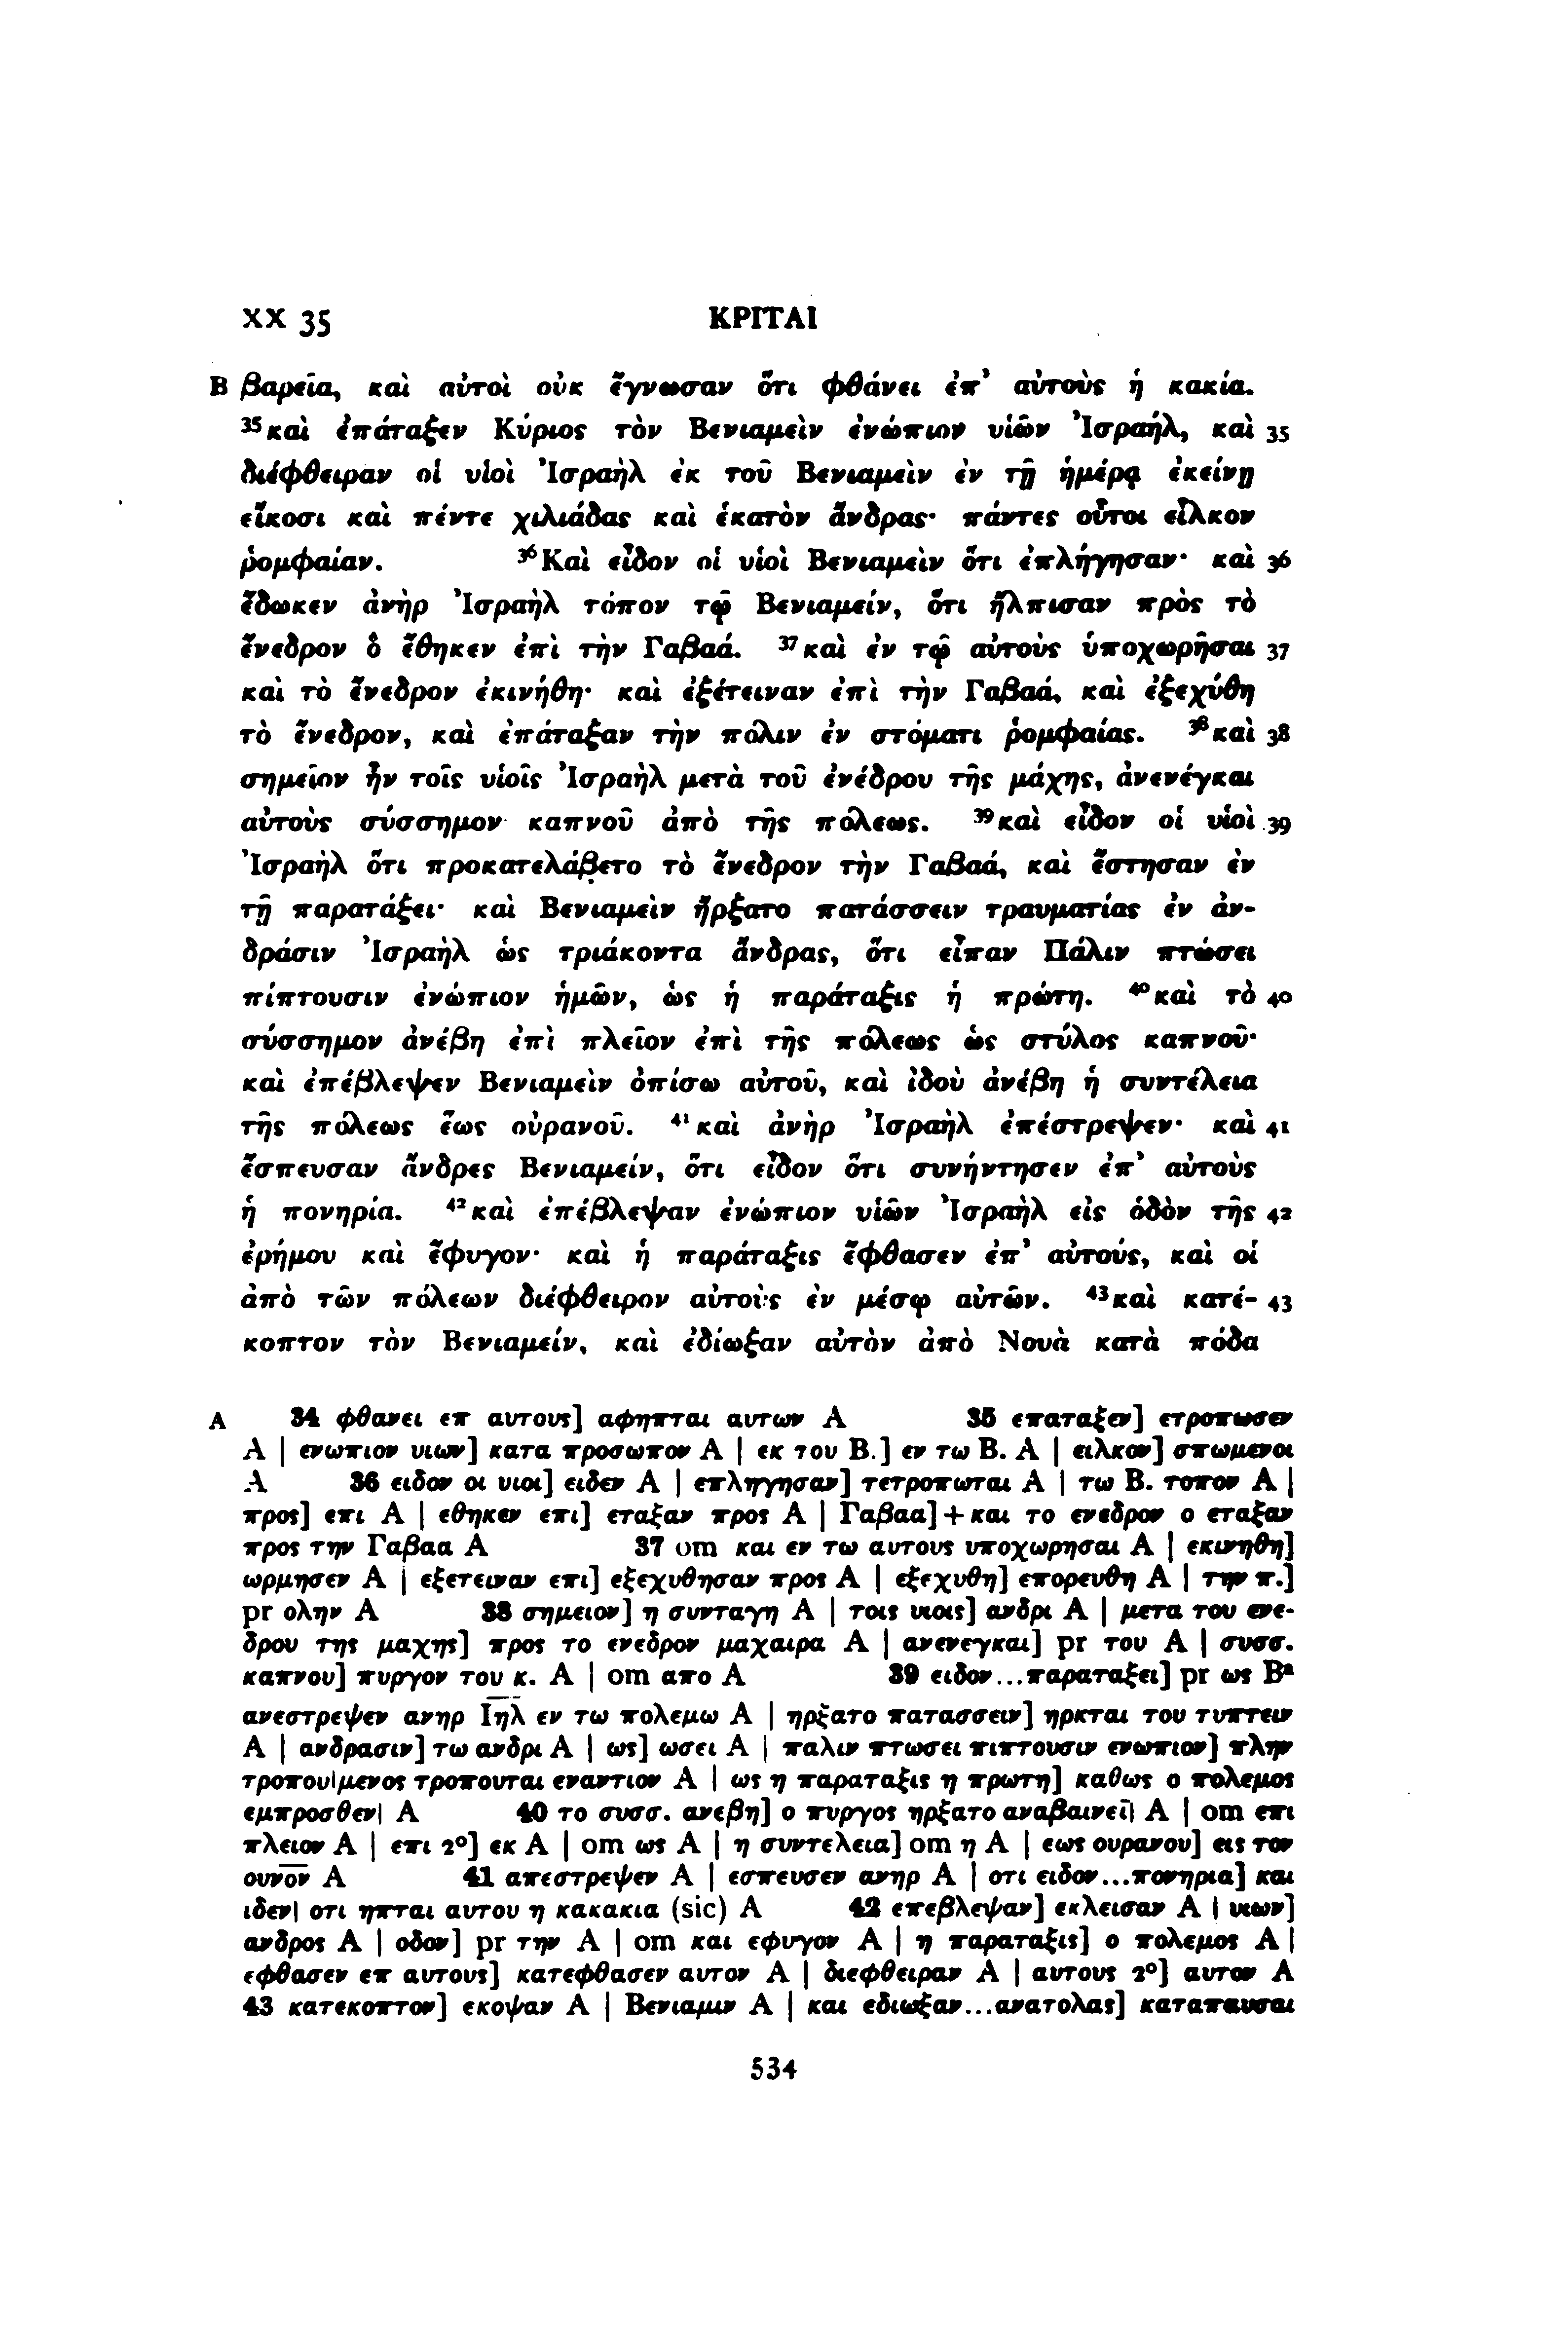 XX 35 ΚΡΙΤΑΙ
B βαρεῖα, καὶ αὐτοὶ οὐκ ἔγνωσαν ὅτι φθάνει ἐπ’ αὐτοὺς ἡ κακία.
³⁵καὶ ἐπάταξεν Κύριος τὸν Βενιαμεὶν ἐνώπιον υἱῶν Ἰσραήλ, καὶ 35
διέφθειραν οἱ υἱοὶ Ἰσραὴλ ἐκ τοῦ Βενιαμεὶν ἐν τῇ ἡμέρᾳ ἐκείνῃ
εἴκοσι καὶ πέντε χιλιάδας καὶ ἑκατὸν ἄνδρας· πάντες οὗτοι εἷλκον
ῥομφαίαν. ³⁶Καὶ εἶδον οἱ υἱοὶ Βενιαμεὶν ὅτι ἐπλήγησαν· καὶ 36
ἔδωκεν ἀνὴρ Ἰσραὴλ τόπον τῷ Βενιαμείν, ὅτι ἤλπισαν πρὸς τὸ
ἔνεδρον ὃ ἔθηκεν ἐπὶ τὴν Γαβαά. ³⁷καὶ ἐν τῷ αὐτοὺς ὑποχωρῆσαι 37
καὶ τὸ ἔνεδρον ἐκινήθη· καὶ ἐξέτειναν ἐπὶ τὴν Γαβαά, καὶ ἐξεχύθη
τὸ ἔνεδρον, καὶ ἐπάταξαν τὴν πόλιν ἐν στόματι ῥομφαίας. ³⁸καὶ 38
σημεῖον ἦν τοῖς υἱοῖς Ἰσραὴλ μετὰ τοῦ ἐνέδρου τῆς μάχης, ἀνενέγκαι
αὐτοὺς σύσσημον καπνοῦ ἀπὸ τῆς πόλεως. ³⁹καὶ εἶδον οἱ υἱοὶ 39
Ἰσραὴλ ὅτι προκατελάβετο τὸ ἔνεδρον τὴν Γαβαά, καὶ ἔστησαν ἐν
τῇ παρατάξει· καὶ Βενιαμεὶν ἤρξατο πατάσσειν τραυματίας ἐν ἀν-
δράσιν Ἰσραὴλ ὡς τριάκοντα ἄνδρας, ὅτι εἶπαν Πάλιν πτώσει
πίπτουσιν ἐνώπιον ἡμῶν, ὡς ἡ παράταξις ἡ πρώτη. ⁴⁰καὶ τὸ 40
σύσσημον ἀνέβη ἐπὶ πλεῖον ἐπὶ τῆς πόλεως ὡς στύλος καπνοῦ·
καὶ ἐπέβλεψεν Βενιαμεὶν ὀπίσω αὐτοῦ, καὶ ἰδοὺ ἀνέβη ἡ συντέλεια
τῆς πόλεως ἕως οὐρανοῦ. ⁴¹καὶ ἀνὴρ Ἰσραὴλ ἐπέστρεψεν· καὶ 41
ἔσπευσαν ἄνδρες Βενιαμείν, ὅτι εἶδον ὅτι συνήντησεν ἐπ’ αὐτοὺς
ἡ πονηρία. ⁴²καὶ ἐπέβλεψαν ἐνώπιον υἱῶν Ἰσραὴλ εἰς ὁδὸν τῆς 42
ἐρήμου καὶ ἔφυγον· καὶ ἡ παράταξις ἔφθασεν ἐπ’ αὐτούς, καὶ οἱ
ἀπὸ τῶν πόλεων διέφθειρον αὐτοὺς ἐν μέσῳ αὐτῶν. ⁴³καὶ κατέ- 43
κοπτον τὸν Βενιαμείν, καὶ ἐδίωξαν αὐτὸν ἀπὸ Νουὰ κατὰ πόδα
A 34 φθανει επ αυτους] αφηπται αυτων A 35 επαταξεν] ετροπωσεν
A | ενωπιον υιων] κατα προσωπον A | εκ του B.] εν τω B. A | ειλκον] σπωμενοι
A 36 ειδον οι υιοι] ειδεν A | επληγησαν] τετροπωται A | τω B. τοπον A |
προς] επι A | εθηκεν επι] εταξαν προς A | Γαβαα]+και το ενεδρον ο εταξαν
προς την Γαβαα A 37 om και εν τω αυτους υποχωρησαι A | εκινηθη]
ωρμησεν A | εξετειναν επι] εξεχυθησαν προς A | εξεχυθη] επορευθη A | την π.]
pr ολην A 38 σημειον] η συνταγη A | τοις υιοις] ανδρι A | μετα του ενε-
δρου της μαχης] προς το ενεδρον μαχαιρα A | ανενεγκαι] pr του A | συσσ.
καπνου] πυργον του κ. A | om απο A 39 ειδον...παραταξει] pr ως Bᵃ
ανεστρεψεν ανηρ Ιη̅λ̅ εν τω πολεμω A | ηρξατο πατασσειν] ηρκται του τυπτειν
A | ανδρασιν] τω ανδρι A | ως] ωσει A | παλιν πτωσει πιπτουσιν ενωπιον] πλην
τροπου|μενος τροπουται εναντιον A | ως η παραταξις η πρωτη] καθως ο πολεμος
εμπροσθεν| A 40 το συσσ. ανεβη] ο πυργος ηρξατο αναβαινει̅| A | om επι
πλειον A | επι 2°] εκ A | om ως A | η συντελεια] om η A | εως ουρανου] εις τον
ουν̅ο̅ν A 41 απεστρεψεν A | εσπευσεν ανηρ A | οτι ειδον...πονηρια] και
ιδεν| οτι ηπται αυτου η κακακια (sic) A 42 επεβλεψαν] εκλεισαν A | υιων]
ανδρος A | οδον] pr την A | om και εφυγον A | η παραταξις] ο πολεμος A |
εφθασεν επ αυτους] κατεφθασεν αυτον A | διεφθειραν A | αυτους 2°] αυτον A
43 κατεκοπτον] εκοψαν A | Βενιαμιν A | και εδιωξαν...ανατολας] καταπαυσαι
534